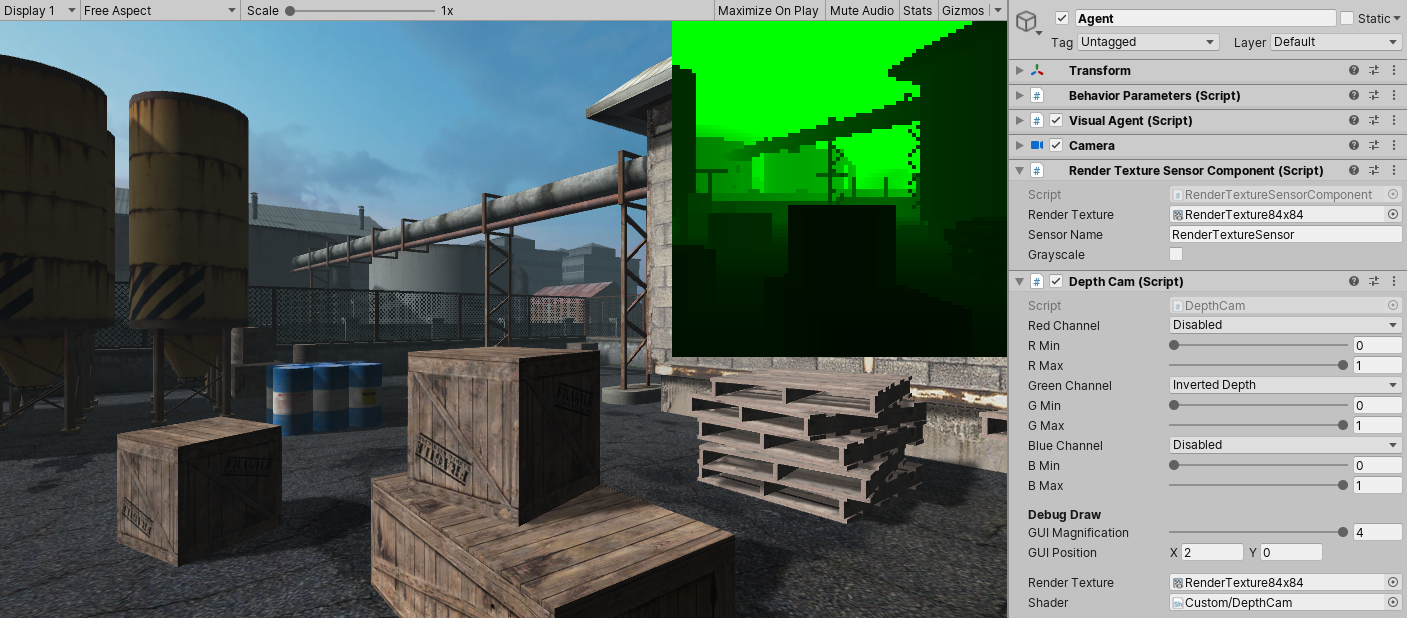 Display 1 Free Aspect Scale 1x Maximize On Play Mute Audio Stats Gizmos
Agent Static
Tag Untagged Layer Default
Transform
Behavior Parameters (Script)
Visual Agent (Script)
Camera
Render Texture Sensor Component (Script)
Script RenderTextureSensorComponent
Render Texture RenderTexture84x84
Sensor Name RenderTextureSensor
Grayscale
Depth Cam (Script)
Script DepthCam
Red Channel Disabled
R Min 0
R Max 1
Green Channel Inverted Depth
G Min 0
G Max 1
Blue Channel Disabled
B Min 0
B Max 1
Debug Draw
GUI Magnification 4
GUI Position X 2 Y 0
Render Texture RenderTexture84x84
Shader Custom/DepthCam
FRAGILE
FRAGILE
FRAGILE
FRAGILE